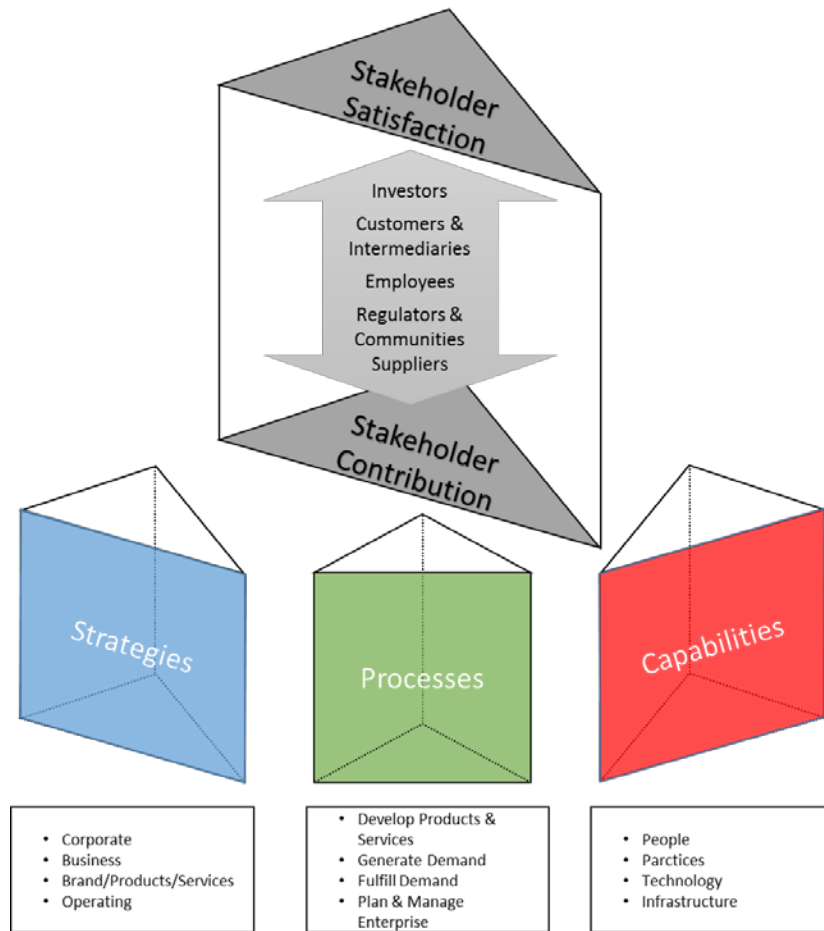 Stakeholder
Satisfaction
Investors
Customers &
Intermediaries
Employees
Regulators &
Communities
Suppliers
Stakeholder
Contribution
Strategies
Processes
Capabilities
• Corporate
• Business
• Brand/Products/Services
• Operating
• Develop Products &
Services
• Generate Demand
• Fulfill Demand
• Plan & Manage
Enterprise
• People
• Parctices
• Technology
• Infrastructure